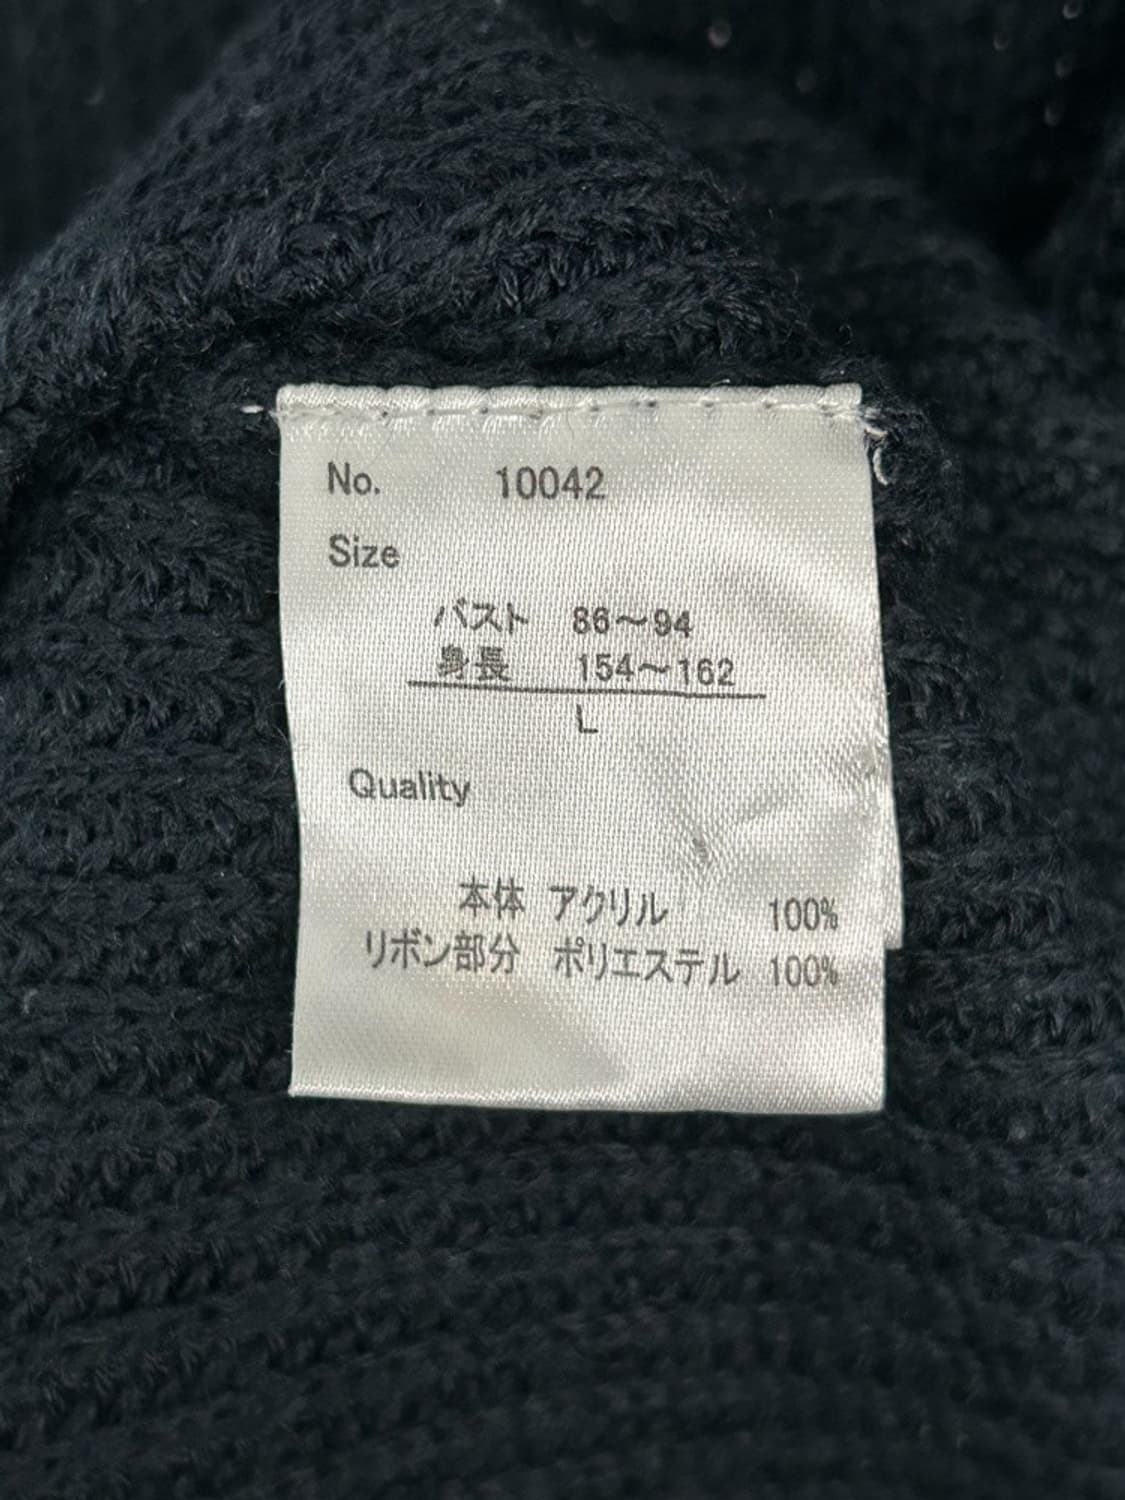 No. 10042
Size
バスト 86～94
身長 154～162
L
Quality
本体 アクリル 100%
リボン部分 ポリエステル 100%